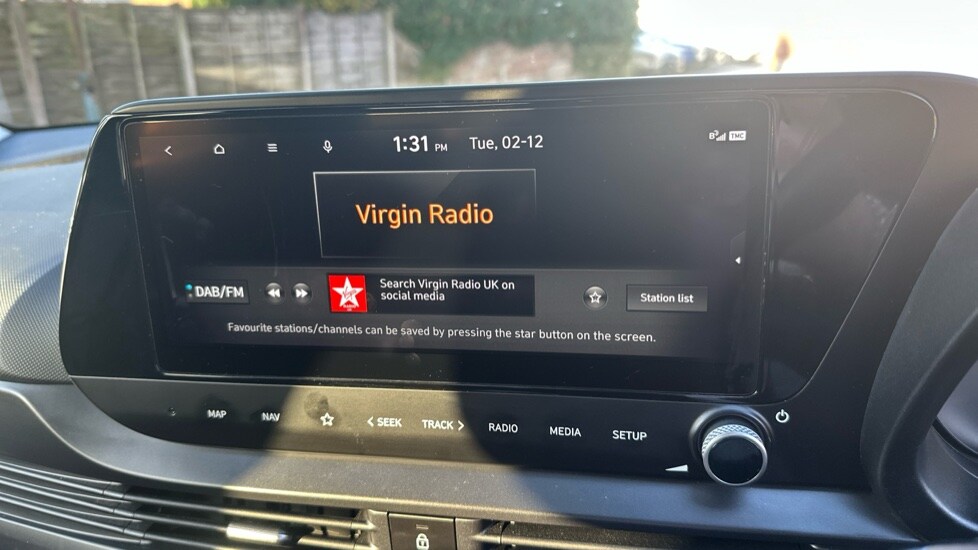 1:31 PM Tue, 02-12
TMC
Virgin Radio
DAB/FM
Search Virgin Radio UK on
social media
Station list
Favourite stations/channels can be saved by pressing the star button on the screen.
MAP NAV < SEEK TRACK > RADIO MEDIA SETUP